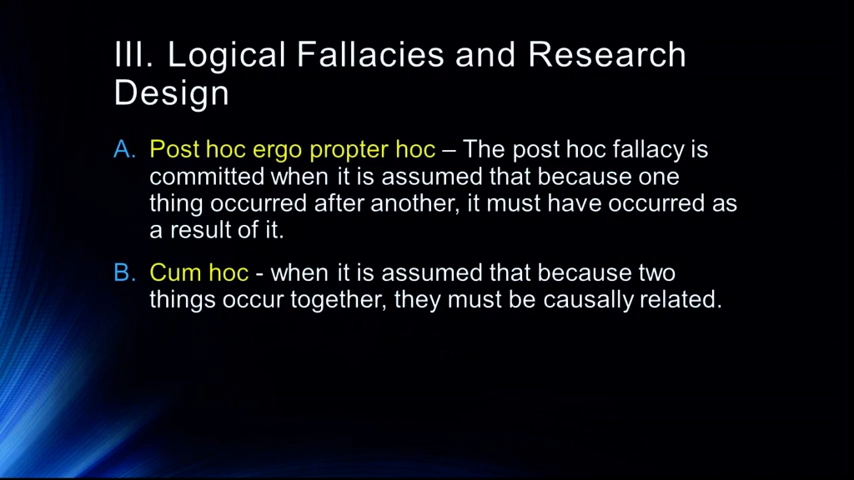 III. Logical Fallacies and Research
Design
A. Post hoc ergo propter hoc – The post hoc fallacy is
committed when it is assumed that because one
thing occurred after another, it must have occurred as
a result of it.
B. Cum hoc - when it is assumed that because two
things occur together, they must be causally related.